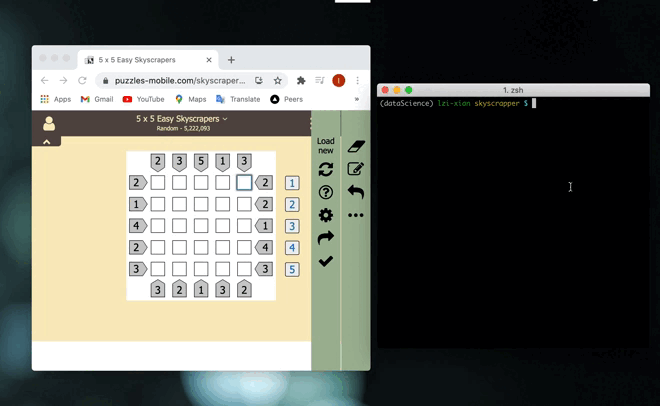 5 x 5 Easy Skyscrapers
puzzles-mobile.com/skyscraper...
Apps Gmail YouTube Maps Translate Peers »
5 x 5 Easy Skyscrapers
Random - 5,222,093
Load
new
2 3 5 1 3
2 2 1
1 2 2
4 1 3
2 4 4
3 3 5
3 2 1 3 2
1. zsh
(dataScience) lzi-xian skyscrapper $